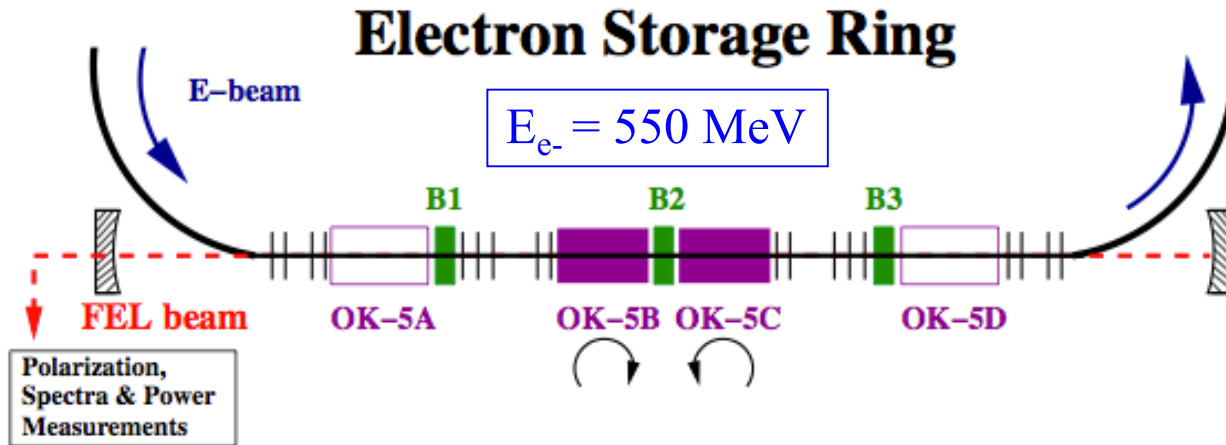 Electron Storage Ring
E-beam
E_e- = 550 MeV
B1
B2
B3
FEL beam
OK-5A
OK-5B
OK-5C
OK-5D
Polarization,
Spectra & Power
Measurements